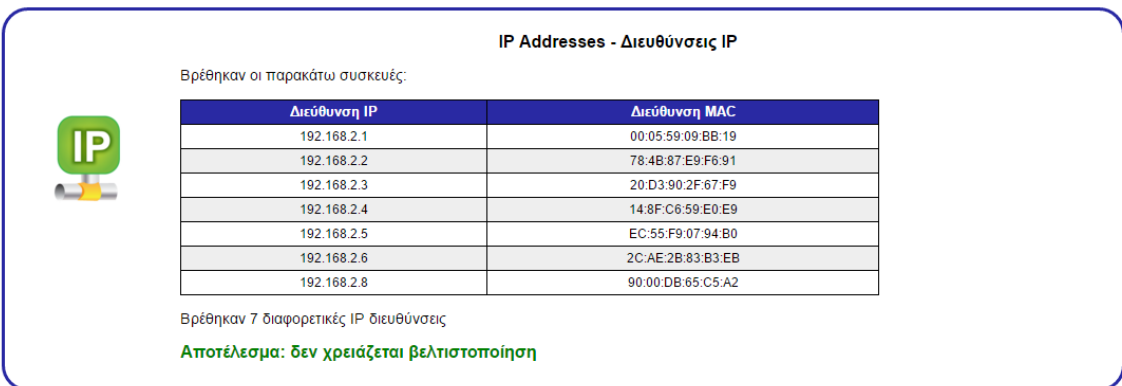 IP Addresses - Διευθύνσεις IP
Βρέθηκαν οι παρακάτω συσκευές:
IP
Διεύθυνση IP Διεύθυνση MAC
192.168.2.1 00:05:59:09:BB:19
192.168.2.2 78:4B:87:E9:F6:91
192.168.2.3 20:D3:90:2F:67:F9
192.168.2.4 14:8F:C6:59:E0:E9
192.168.2.5 EC:55:F9:07:94:B0
192.168.2.6 2C:AE:2B:83:B3:EB
192.168.2.8 90:00:DB:65:C5:A2
Βρέθηκαν 7 διαφορετικές IP διευθύνσεις
Αποτέλεσμα: δεν χρειάζεται βελτιστοποίηση